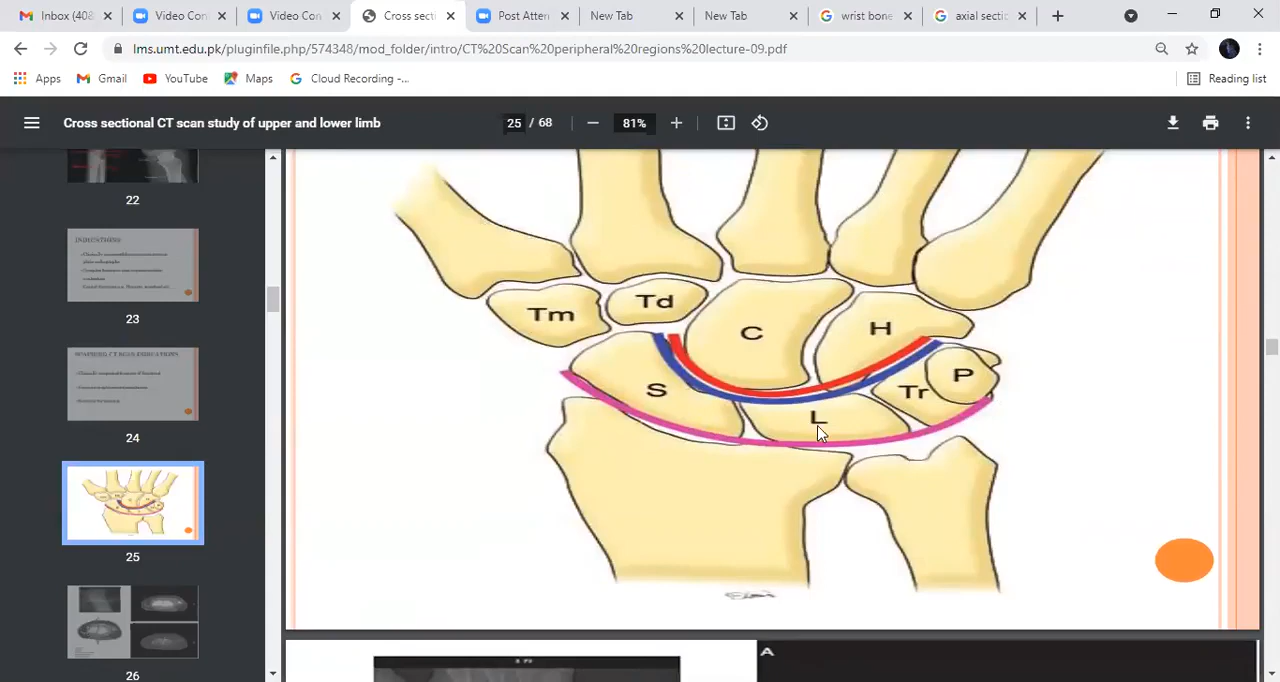 Inbox (40&
Video Con
Video Con
Cross secti
Post Atten
New Tab
New Tab
wrist bone
axial sectic
lms.umt.edu.pk/pluginfile.php/574348/mod_folder/intro/CT%20Scan%20peripheral%20regions%20lecture-09.pdf
Apps
Gmail
YouTube
Maps
Cloud Recording -...
Reading list
Cross sectional CT scan study of upper and lower limb
25 / 68
81%
22
INDICATIONS
23
24
25
26
Tm
Td
C
H
S
L
Tr
P
A